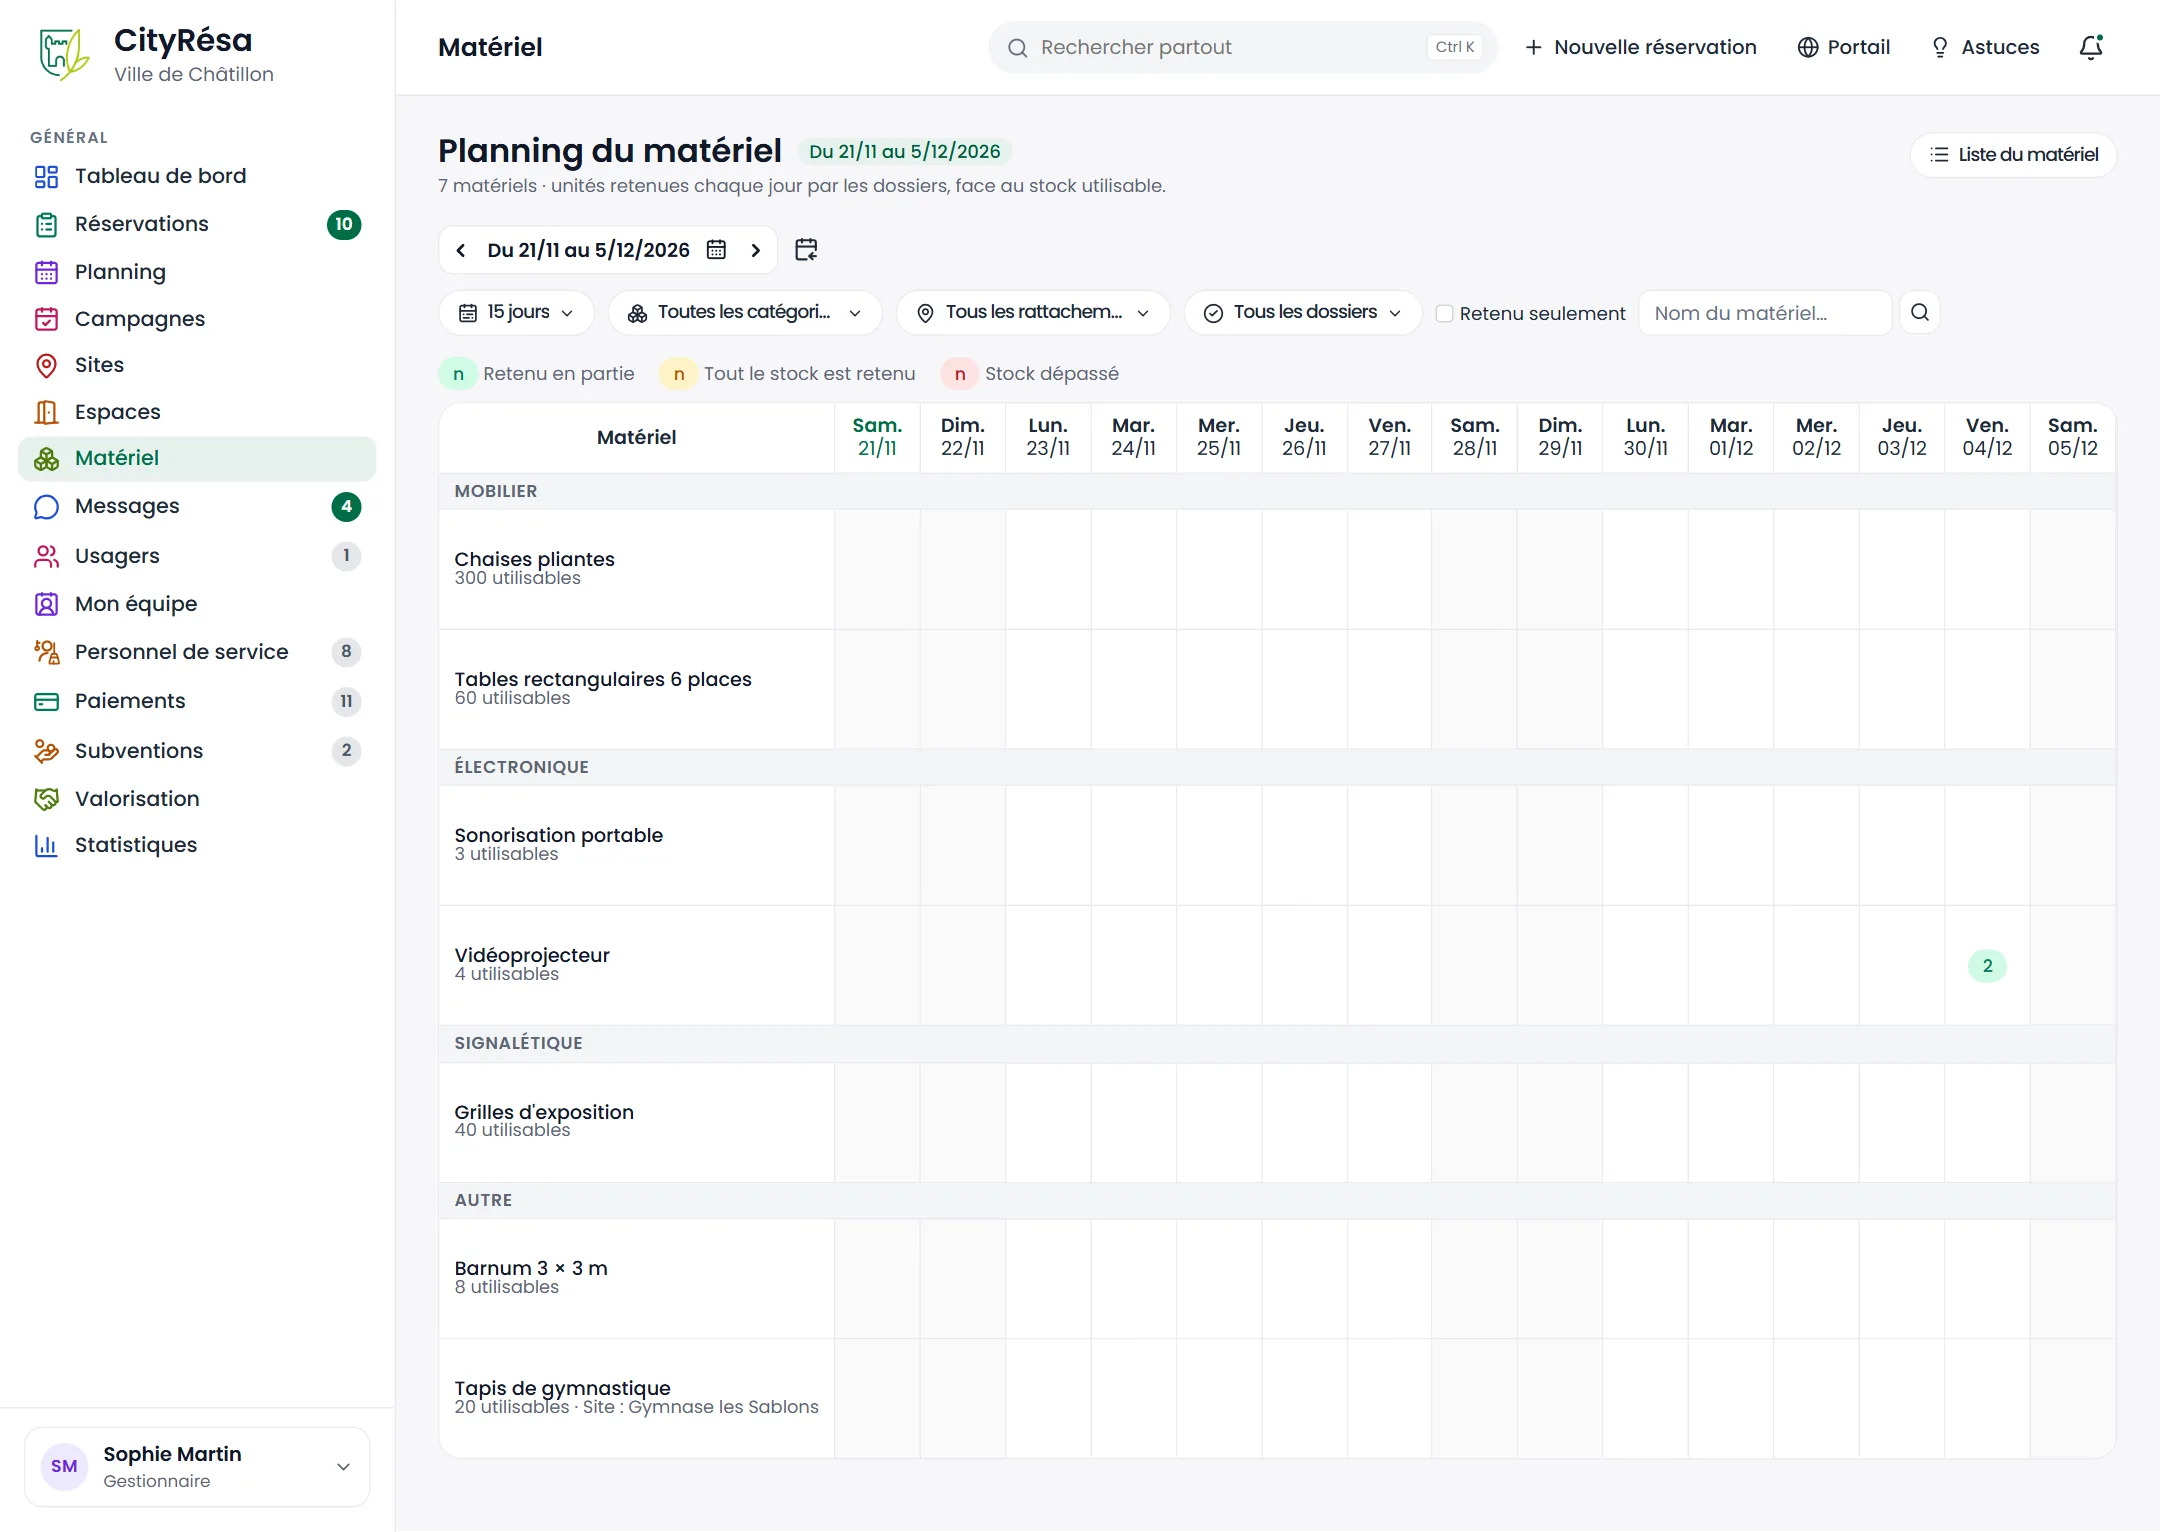 CityRésa
Ville de Châtillon
GÉNÉRAL
Tableau de bord
Réservations 10
Planning
Campagnes
Sites
Espaces
Matériel
Messages 4
Usagers 1
Mon équipe
Personnel de service 8
Paiements 11
Subventions 2
Valorisation
Statistiques
SM Sophie Martin
Gestionnaire
Matériel
Rechercher partout Ctrl K
Nouvelle réservation
Portail
Astuces
Planning du matériel Du 21/11 au 5/12/2026
7 matériels · unités retenues chaque jour par les dossiers, face au stock utilisable.
Liste du matériel
Du 21/11 au 5/12/2026
15 jours Toutes les catégori... Tous les rattachem... Tous les dossiers Retenu seulement Nom du matériel...
n Retenu en partie n Tout le stock est retenu n Stock dépassé
Matériel Sam. Dim. Lun. Mar. Mer. Jeu. Ven. Sam. Dim. Lun. Mar. Mer. Jeu. Ven. Sam.
21/11 22/11 23/11 24/11 25/11 26/11 27/11 28/11 29/11 30/11 01/12 02/12 03/12 04/12 05/12
MOBILIER
Chaises pliantes
300 utilisables
Tables rectangulaires 6 places
60 utilisables
ÉLECTRONIQUE
Sonorisation portable
3 utilisables
Vidéoprojecteur
4 utilisables
2
SIGNALÉTIQUE
Grilles d'exposition
40 utilisables
AUTRE
Barnum 3 × 3 m
8 utilisables
Tapis de gymnastique
20 utilisables · Site : Gymnase les Sablons